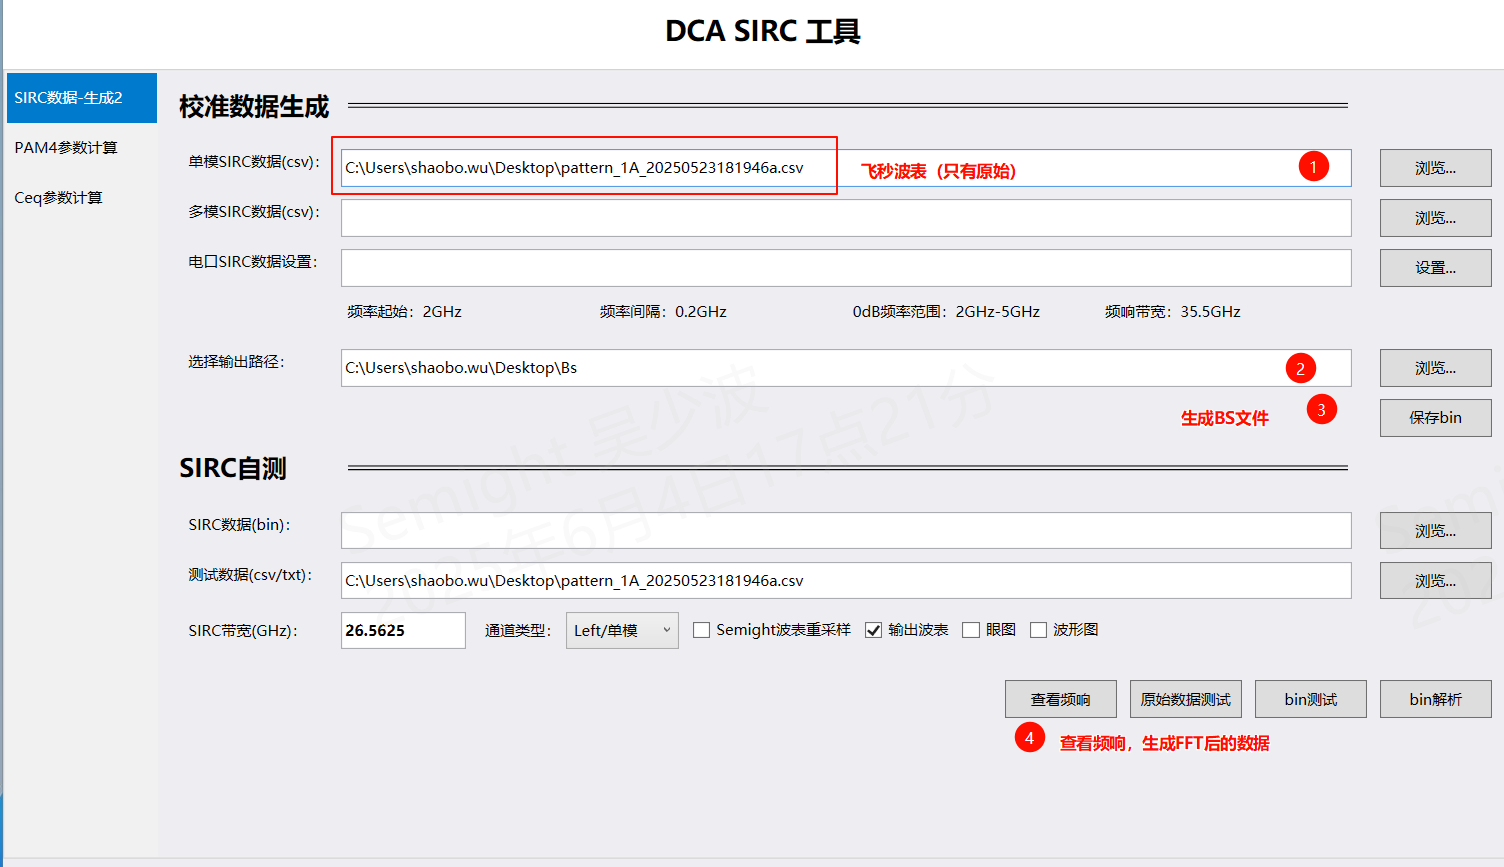 DCA SIRC 工具
SIRC数据-生成2
PAM4参数计算
Ceq参数计算
校准数据生成
单模SIRC数据(csv)： C:\Users\shaobo.wu\Desktop\pattern_1A_20250523181946a.csv 飞秒波表（只有原始） 1 浏览...
多模SIRC数据(csv)： 浏览...
电口SIRC数据设置： 设置...
频率起始：2GHz 频率间隔：0.2GHz 0dB频率范围：2GHz-5GHz 频响带宽：35.5GHz
选择输出路径： C:\Users\shaobo.wu\Desktop\Bs 2 浏览...
生成BS文件 3 保存bin
SIRC自测
SIRC数据(bin)： 浏览...
测试数据(csv/txt)： C:\Users\shaobo.wu\Desktop\pattern_1A_20250523181946a.csv 浏览...
SIRC带宽(GHz)： 26.5625 通道类型： Left/单模 Semight波表重采样 输出波表 眼图 波形图
查看频响 原始数据测试 bin测试 bin解析
4 查看频响，生成FFT后的数据
Semight 吴少波
2025年6月4日17点21分